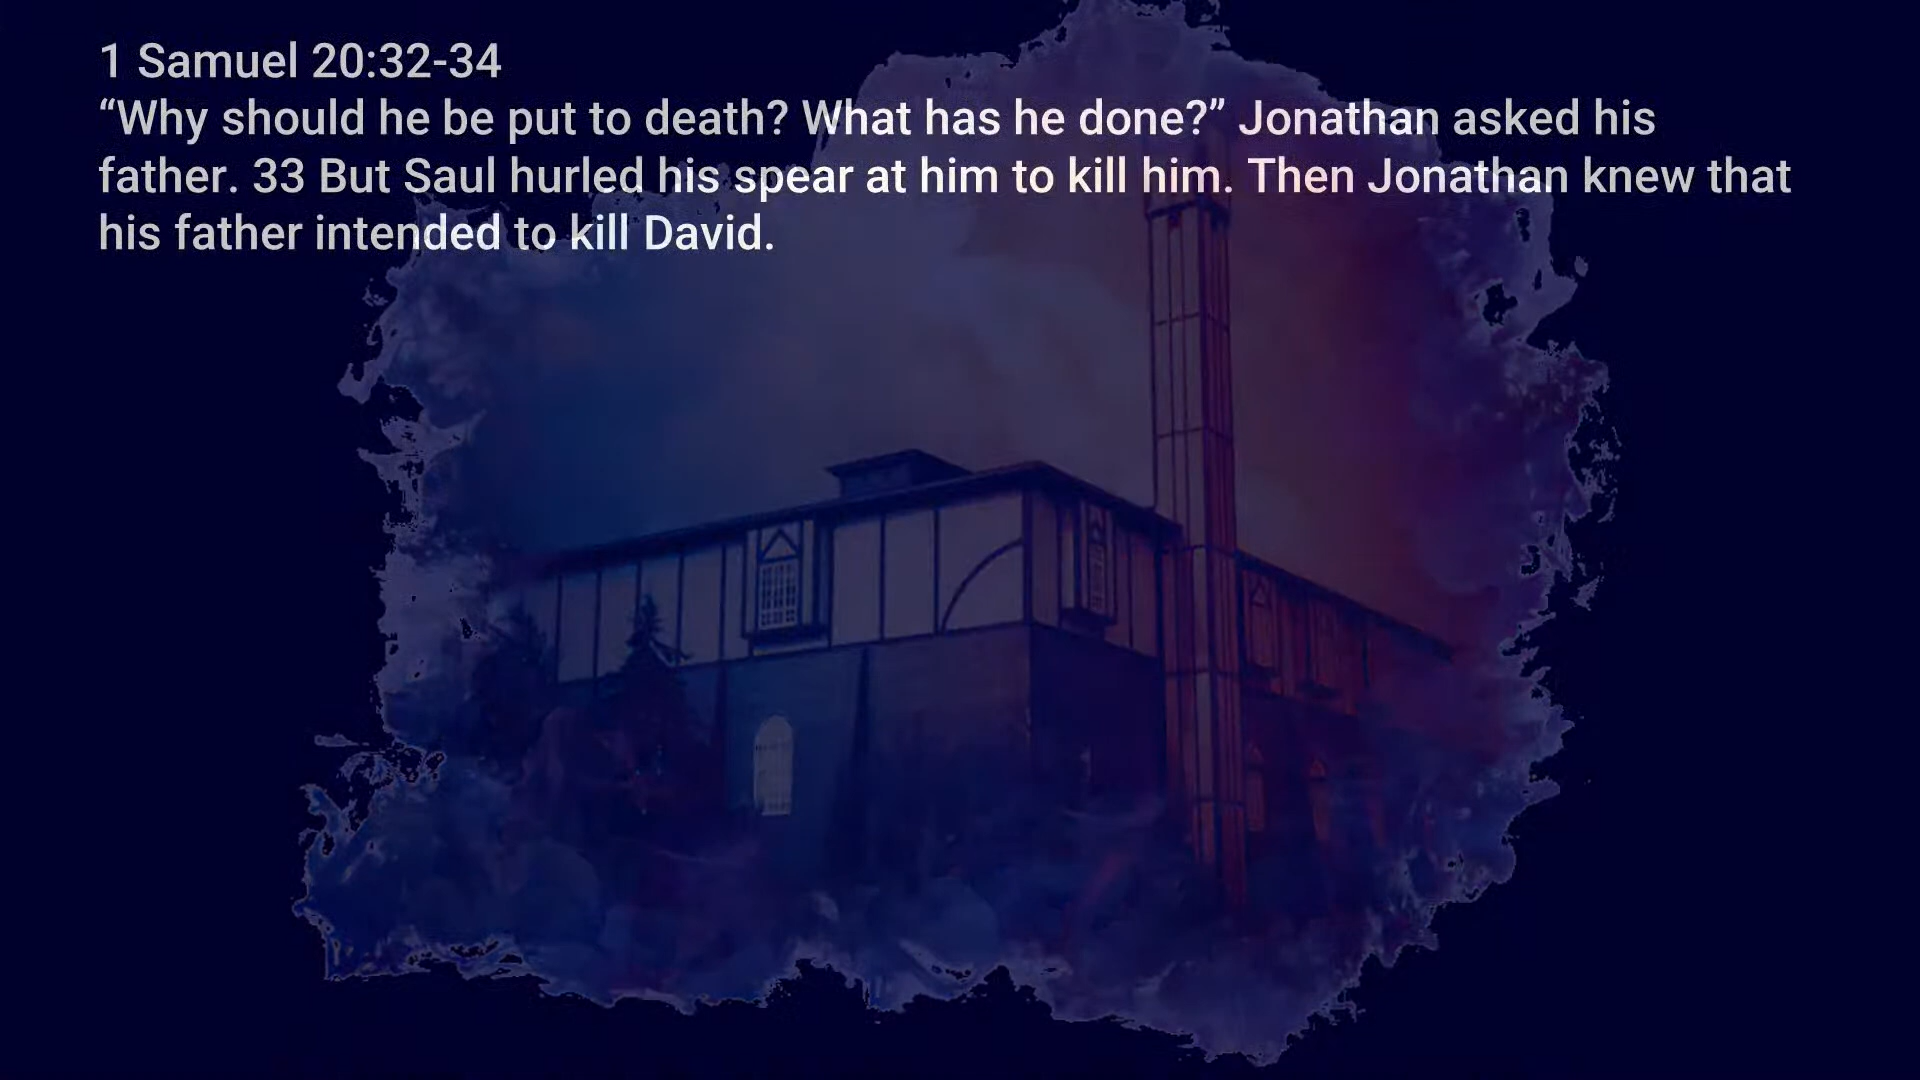 1 Samuel 20:32-34
“Why should he be put to death? What has he done?” Jonathan asked his
father. 33 But Saul hurled his spear at him to kill him. Then Jonathan knew that
his father intended to kill David.